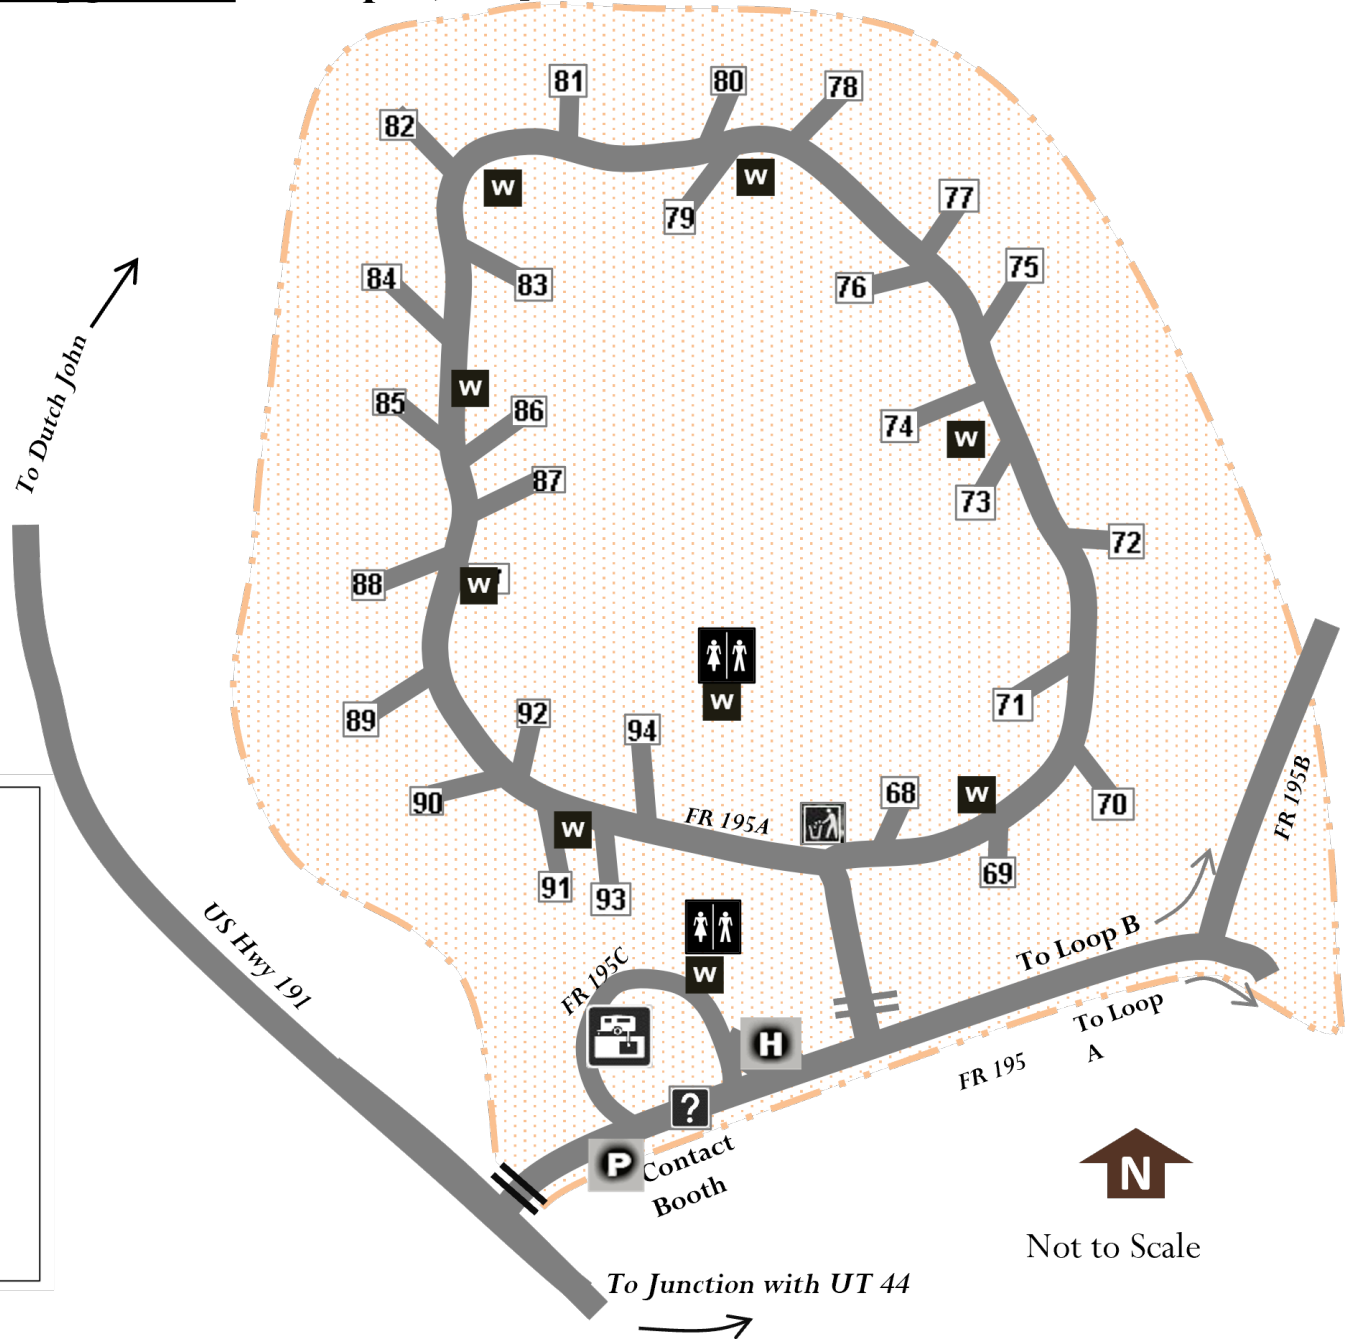 81
80
78
82
W
W
77
79
75
84
83
76
W
85
86
74
W
87
73
72
88
W
W
71
89
92
94
To Dutch John
90
68
W
70
W
FR 195A
69
91
93
FR 195B
US Hwy 191
To Loop B
W
FR 195C
H
To Loop
A
FR 195
?
P
Contact
Booth
N
Not to Scale
To Junction with UT 44